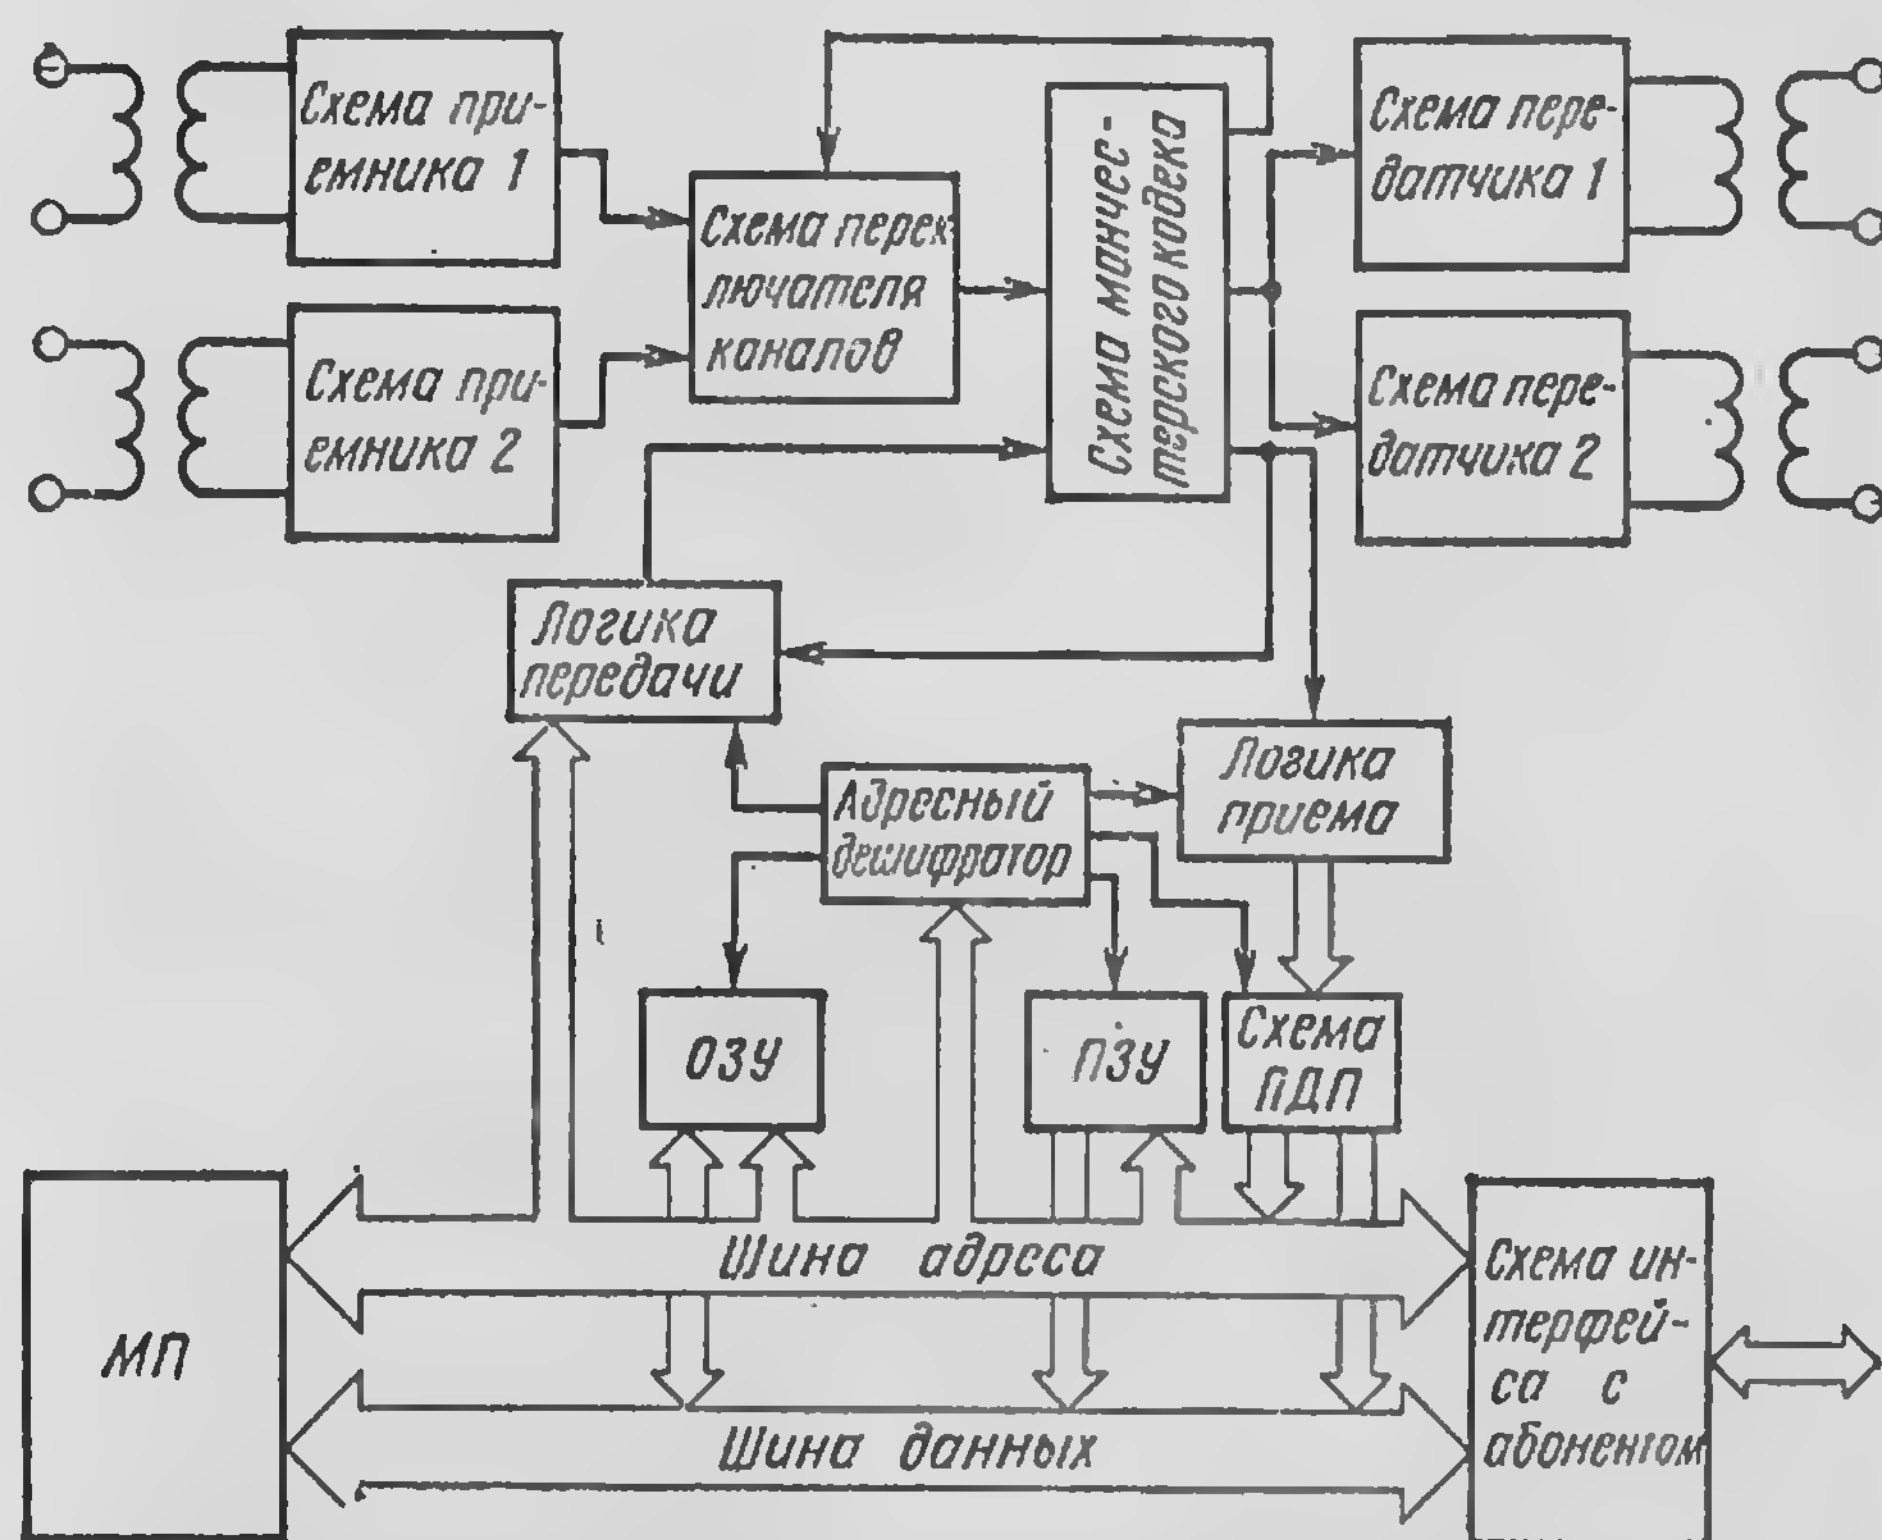 Схема при-
емника 1
Схема перек-
лючателя
каналов
Схема манчес-
терского кодека
Схема пере-
датчика 1
Схема при-
емника 2
Схема пере-
датчика 2
Логика
передачи
Адресный
дешифратор
Логика
приема
ОЗУ
ПЗУ
Схема
ПДП
МП
Шина адреса
Шина данных
Схема ин-
терфей-
са с
абонентом